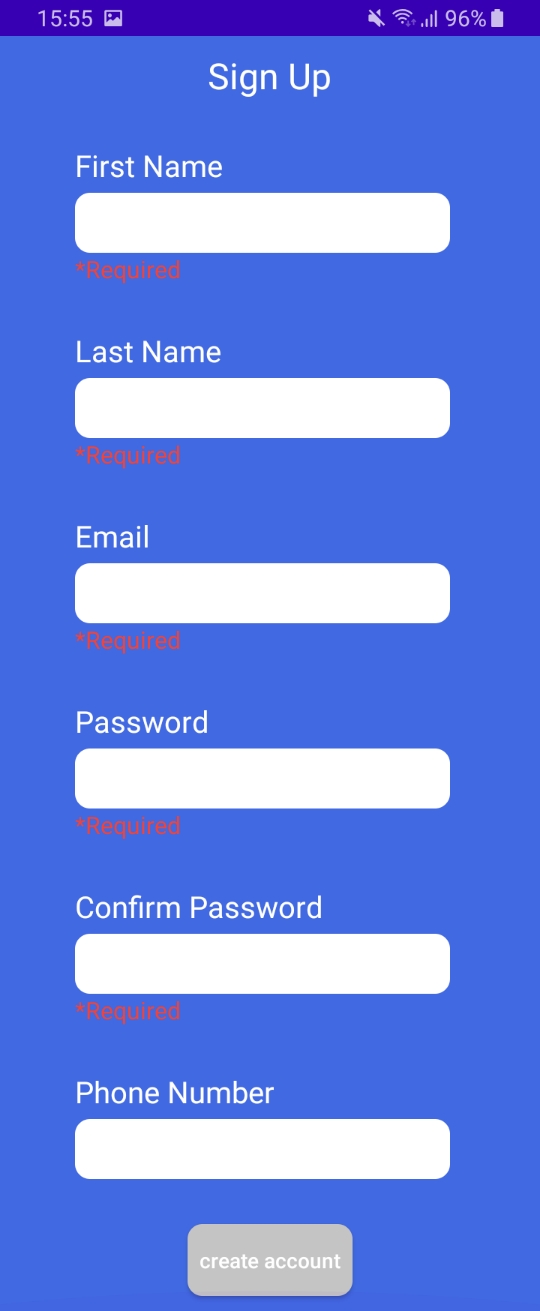 15:55 96%
Sign Up
First Name
*Required
Last Name
*Required
Email
*Required
Password
*Required
Confirm Password
*Required
Phone Number
create account